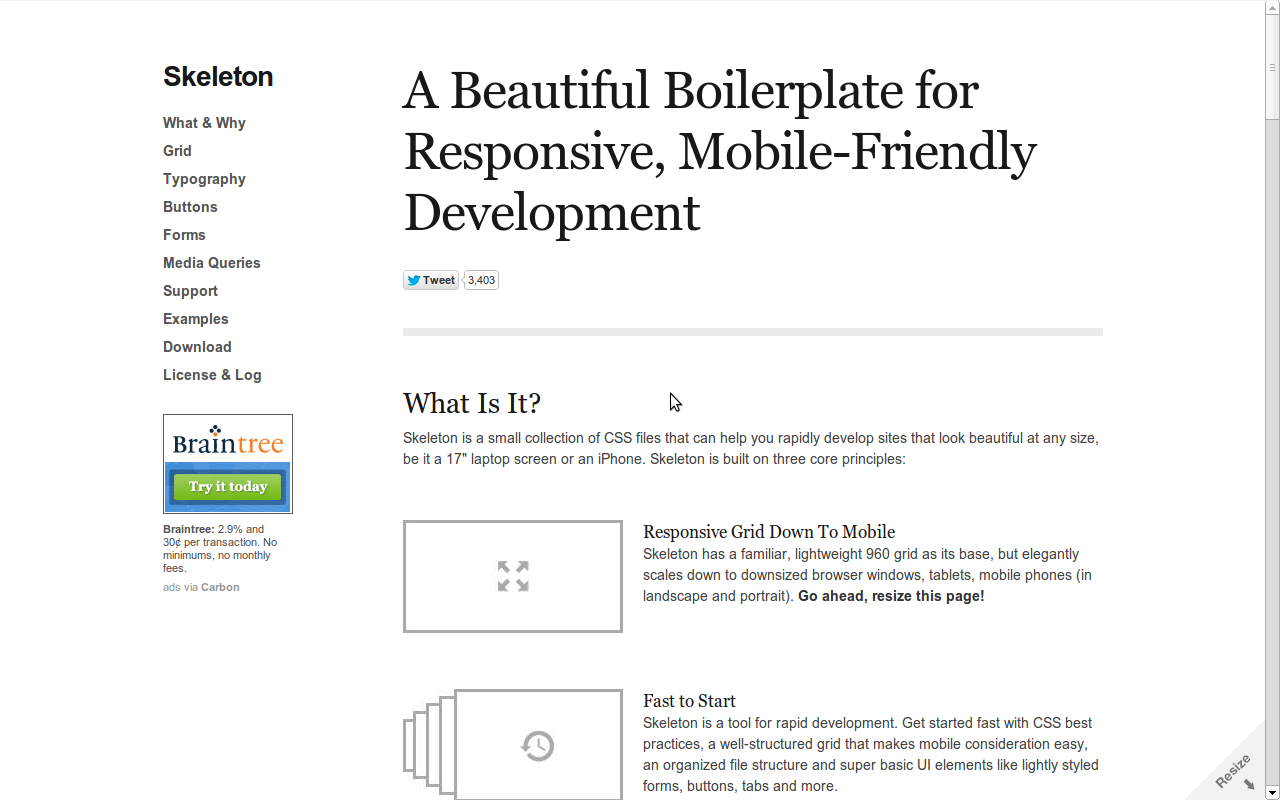 Skeleton
What & Why
Grid
Typography
Buttons
Forms
Media Queries
Support
Examples
Download
License & Log
Braintree
Try it today
Braintree: 2.9% and
30¢ per transaction. No
minimums, no monthly
fees.
ads via Carbon
A Beautiful Boilerplate for
Responsive, Mobile-Friendly
Development
Tweet 3,403
What Is It?
Skeleton is a small collection of CSS files that can help you rapidly develop sites that look beautiful at any size,
be it a 17" laptop screen or an iPhone. Skeleton is built on three core principles:
Responsive Grid Down To Mobile
Skeleton has a familiar, lightweight 960 grid as its base, but elegantly
scales down to downsized browser windows, tablets, mobile phones (in
landscape and portrait). Go ahead, resize this page!
Fast to Start
Skeleton is a tool for rapid development. Get started fast with CSS best
practices, a well-structured grid that makes mobile consideration easy,
an organized file structure and super basic UI elements like lightly styled
forms, buttons, tabs and more.
Resize